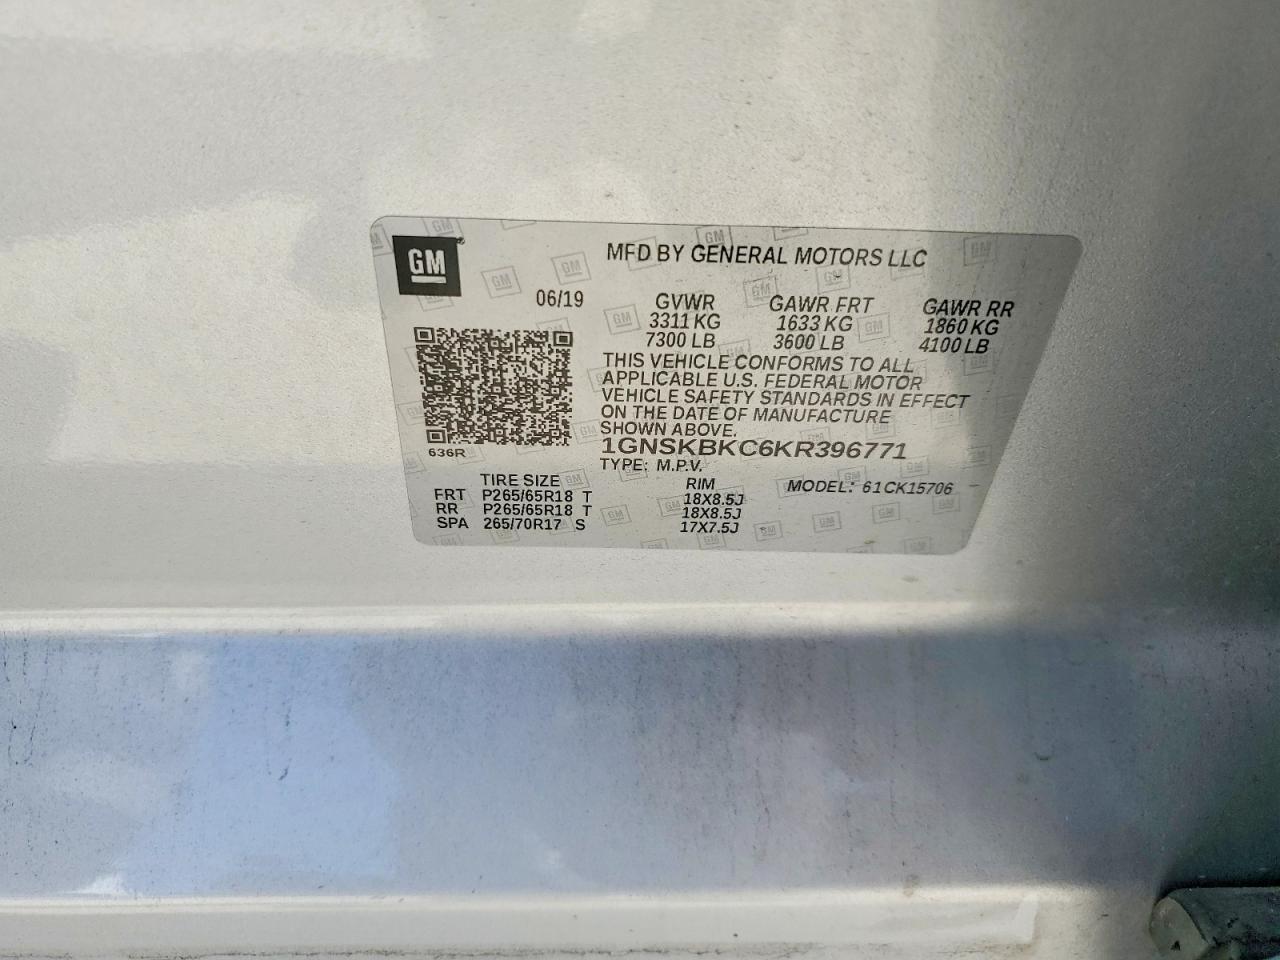 GM
MFD BY GENERAL MOTORS LLC
06/19
GVWR GAWR FRT GAWR RR
3311 KG 1633 KG 1860 KG
7300 LB 3600 LB 4100 LB
THIS VEHICLE CONFORMS TO ALL
APPLICABLE U.S. FEDERAL MOTOR
VEHICLE SAFETY STANDARDS IN EFFECT
ON THE DATE OF MANUFACTURE
SHOWN ABOVE.
1GNSKBKC6KR396771
636R
TYPE: M.P.V.
TIRE SIZE RIM MODEL: 61CK15706
FRT P265/65R18 T 18X8.5J
RR P265/65R18 T 18X8.5J
SPA 265/70R17 S 17X7.5J